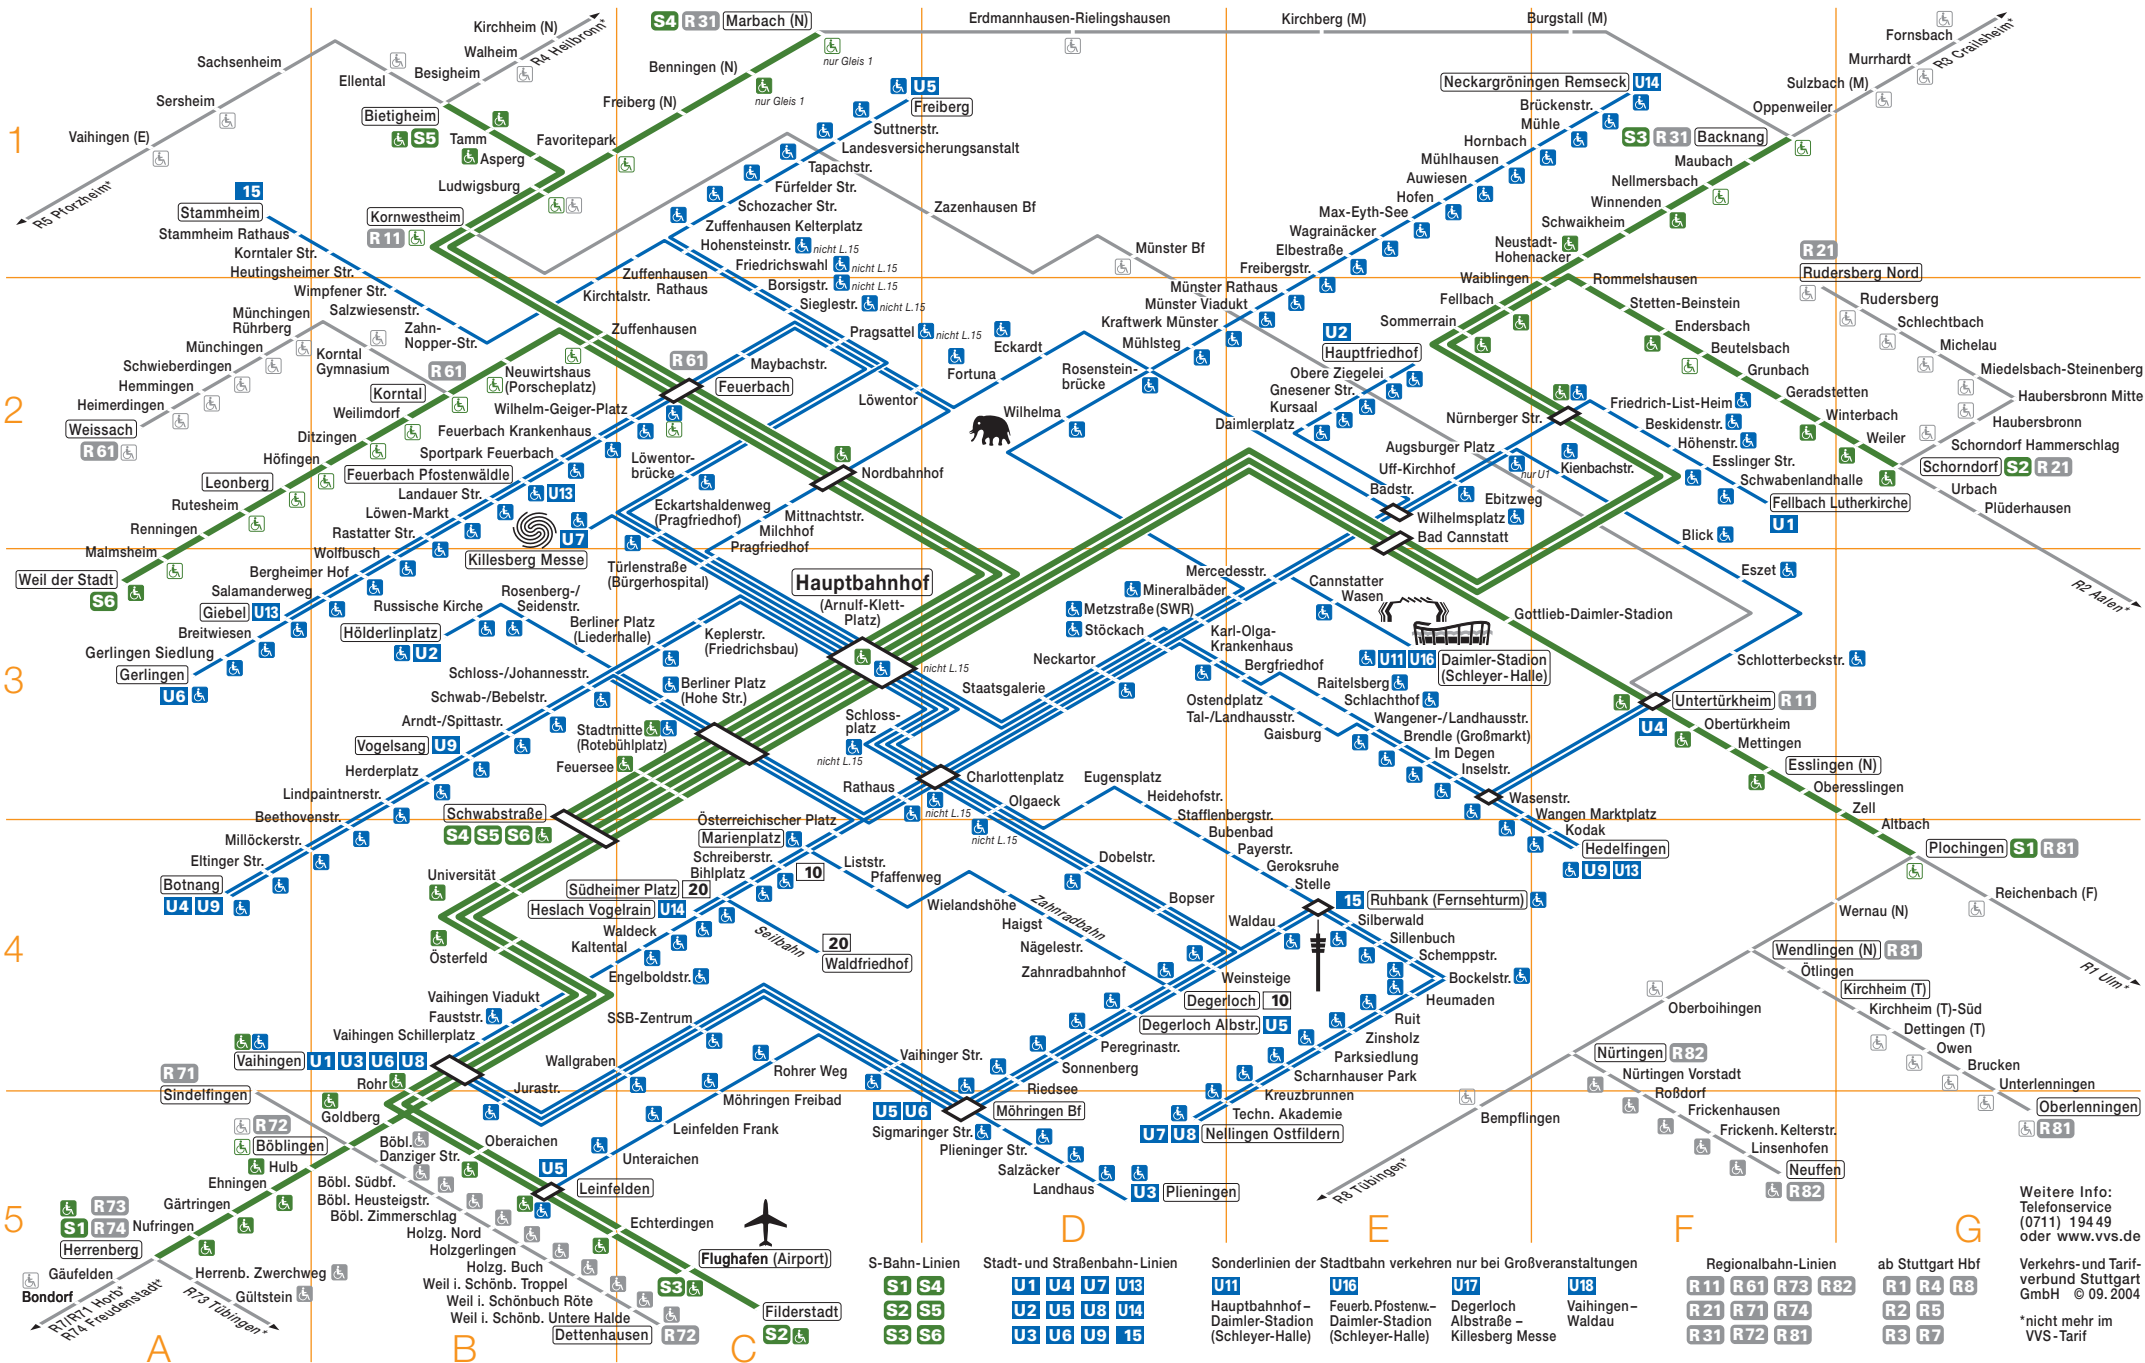 S4 R31 Marbach (N)
Erdmannhausen-Rielingshausen
Kirchberg (M)
Burgstall (M)
Fornsbach
Murrhardt
R3 Crailsheim*
Sulzbach (M)
Oppenweiler
Kirchheim (N)
Walheim
R4 Heilbronn*
Besigheim
Ellental
Sachsenheim
Sersheim
Vaihingen (E)
R5 Pforzheim*
Bietigheim
S5
Tamm
Asperg
Ludwigsburg
Favoritepark
Freiberg (N)
Benningen (N)
nur Gleis 1
nur Gleis 1
Kornwestheim
R11
1
15
Stammheim
Stammheim Rathaus
Korntaler Str.
Heutingsheimer Str.
Wimpfener Str.
Salzwiesenstr.
Zahn-
Nopper-Str.
Kirchtalstr.
Zuffenhausen
Rathaus
U5
Freiberg
Suttnerstr.
Landesversicherungsanstalt
Tapachstr.
Fürfelder Str.
Schozacher Str.
Zuffenhausen Kelterplatz
Hohensteinstr.
nicht L.15
Friedrichswahl
nicht L.15
Borsigstr.
nicht L.15
Sieglestr.
nicht L.15
Pragsattel
nicht L.15
Zazenhausen Bf
Münster Bf
Neckargröningen Remseck U14
Brückenstr.
Mühle
Hornbach
Mühlhausen
Auwiesen
Hofen
Max-Eyth-See
Wagrainäcker
Elbestraße
Freibergstr.
Münster Rathaus
Münster Viadukt
Kraftwerk Münster
Mühlsteg
Rosenstein-
brücke
Wilhelma
S3 R31 Backnang
Maubach
Nellmersbach
Winnenden
Schwaikheim
Neustadt-
Hohenacker
Waiblingen
Fellbach
Sommerrain
Nürnberger Str.
Rommelshausen
Stetten-Beinstein
Endersbach
Beutelsbach
Grunbach
Geradstetten
Winterbach
Weiler
Schorndorf S2 R21
Urbach
Plüderhausen
R2 Aalen*
R21
Rudersberg Nord
Rudersberg
Schlechtbach
Michelau
Miedelsbach-Steinenberg
Haubersbronn Mitte
Haubersbronn
Schorndorf Hammerschlag
2
Münchingen
Rührberg
Münchingen
Schwieberdingen
Hemmingen
Heimerdingen
Weissach
R61
Korntal
Gymnasium
R61
Korntal
Weilimdorf
Ditzingen
Höfingen
Leonberg
Rutesheim
Renningen
Malmsheim
Weil der Stadt
S6
Zuffenhausen
Neuwirtshaus
(Porscheplatz)
R61
Feuerbach
Maybachstr.
Löwentor
Fortuna
Eckardt
Wilhelm-Geiger-Platz
Feuerbach Krankenhaus
Sportpark Feuerbach
Feuerbach Pfostenwäldle
U13
Landauer Str.
Löwen-Markt
Rastatter Str.
Wolfbusch
Bergheimer Hof
Salamanderweg
Giebel U13
Breitwiesen
Gerlingen Siedlung
Gerlingen
U6
Löwentor-
brücke
Nordbahnhof
Eckartshaldenweg
(Pragfriedhof)
Mittnachtstr.
Milchhof
Pragfriedhof
U7
Killesberg Messe
Türlenstraße
(Bürgerhospital)
U2
Hauptfriedhof
Obere Ziegelei
Gnesener Str.
Kursaal
Daimlerplatz
Augsburger Platz
Uff-Kirchhof
nur U1
Badstr.
Kienbachstr.
Ebitzweg
Wilhelmsplatz
Bad Cannstatt
Friedrich-List-Heim
Beskidenstr.
Höhenstr.
Esslinger Str.
Schwabenlandhalle
Fellbach Lutherkirche
U1
Blick
Eszet
Schlotterbeckstr.
Untertürkheim R11
U4
3
Hauptbahnhof
(Arnulf-Klett-
Platz)
nicht L.15
Rosenberg-/
Seidenstr.
Russische Kirche
Hölderlinplatz
U2
Berliner Platz
(Liederhalle)
Keplerstr.
(Friedrichsbau)
Schloss-/Johannesstr.
Schwab-/Bebelstr.
Arndt-/Spittastr.
Vogelsang U9
Herderplatz
Lindpaintnerstr.
Beethovenstr.
Millöckerstr.
Eltinger Str.
Botnang
U4 U9
Berliner Platz
(Hohe Str.)
Stadtmitte
(Rotebühlplatz)
Feuersee
Schwabstraße
S4 S5 S6
Schloss-
platz
nicht L.15
Rathaus
Charlottenplatz
nicht L.15
Olgaeck
nicht L.15
Staatsgalerie
Neckartor
Stöckach
Metzstraße (SWR)
Mineralbäder
Mercedesstr.
Cannstatter
Wasen
U11 U16 Daimler-Stadion
(Schleyer-Halle)
Gottlieb-Daimler-Stadion
Karl-Olga-
Krankenhaus
Bergfriedhof
Raitelsberg
Ostendplatz
Schlachthof
Tal-/Landhausstr.
Gaisburg
Wangener-/Landhausstr.
Brendle (Großmarkt)
Im Degen
Inselstr.
Wasenstr.
Wangen Marktplatz
Kodak
Hedelfingen
U9 U13
Obertürkheim
Mettingen
Esslingen (N)
Oberesslingen
Zell
Altbach
Plochingen S1 R81
Reichenbach (F)
R1 Ulm*
Wernau (N)
Wendlingen (N) R81
Ötlingen
Kirchheim (T)
Kirchheim (T)-Süd
Dettingen (T)
Owen
Brucken
Unterlenningen
Oberlenningen
R81
Oberboihingen
Nürtingen R82
Nürtingen Vorstadt
Roßdorf
Frickenhausen
Frickenh. Kelterstr.
Linsenhofen
Neuffen
R82
Bempflingen
R8 Tübingen*
4
Universität
Österfeld
Österreichischer Platz
Marienplatz
Schreiberstr.
Bihlplatz
10
Südheimer Platz 20
Heslach Vogelrain U14
Waldeck
Kaltental
Engelboldstr.
Seilbahn
20
Waldfriedhof
Liststr.
Pfaffenweg
Wielandshöhe
Haigst
Nägelestr.
Zahnradbahnhof
Zahnradbahn
Eugensplatz
Heidehofstr.
Stafflenbergstr.
Bubenbad
Payerstr.
Geroksruhe
Stelle
15 Ruhbank (Fernsehturm)
Dobelstr.
Bopser
Waldau
Silberwald
Sillenbuch
Schemppstr.
Bockelstr.
Heumaden
Ruit
Zinsholz
Parksiedlung
Scharnhauser Park
Kreuzbrunnen
Techn. Akademie
U7 U8 Nellingen Ostfildern
Weinsteige
Degerloch 10
Degerloch Albstr. U5
Peregrinastr.
Sonnenberg
Riedsee
Möhringen Bf
Vaihinger Str.
U5 U6
Sigmaringer Str.
Plieninger Str.
Salzäcker
Landhaus
U3 Plieningen
Vaihingen Viadukt
Fauststr.
Vaihingen Schillerplatz
Vaihingen U1 U3 U6 U8
Rohr
SSB-Zentrum
Wallgraben
Jurastr.
Rohrer Weg
Möhringen Freibad
Leinfelden Frank
Unteraichen
Oberaichen
U5
Leinfelden
Echterdingen
Flughafen (Airport)
S3
Filderstadt
S2
5
R71
Sindelfingen
Goldberg
R72
Böblingen
Hulb
Ehningen
Gärtringen
Nufringen
R73
S1 R74
Herrenberg
Gäufelden
Bondorf
R7/R71 Horb*
R74 Freudenstadt*
R73 Tübingen*
Herrenb. Zwerchweg
Gültstein
Böbl.
Danziger Str.
Böbl. Südbf.
Böbl. Heusteigstr.
Böbl. Zimmerschlag
Holzg. Nord
Holzgerlingen
Holzg. Buch
Weil i. Schönb. Troppel
Weil i. Schönbuch Röte
Weil i. Schönb. Untere Halde
Dettenhausen R72
A B C D E F G
S-Bahn-Linien
S1 S4
S2 S5
S3 S6
Stadt- und Straßenbahn-Linien
U1 U4 U7 U13
U2 U5 U8 U14
U3 U6 U9 15
Sonderlinien der Stadtbahn verkehren nur bei Großveranstaltungen
U11
Hauptbahnhof–
Daimler-Stadion
(Schleyer-Halle)
U16
Feuerb. Pfostenw.–
Daimler-Stadion
(Schleyer-Halle)
U17
Degerloch
Albstraße –
Killesberg Messe
U18
Vaihingen–
Waldau
Regionalbahn-Linien
R11 R61 R73 R82
R21 R71 R74
R31 R72 R81
ab Stuttgart Hbf
R1 R4 R8
R2 R5
R3 R7
Weitere Info:
Telefonservice
(0711) 194 49
oder www.vvs.de
Verkehrs- und Tarif-
verbund Stuttgart
GmbH © 09. 2004
*nicht mehr im
VVS-Tarif